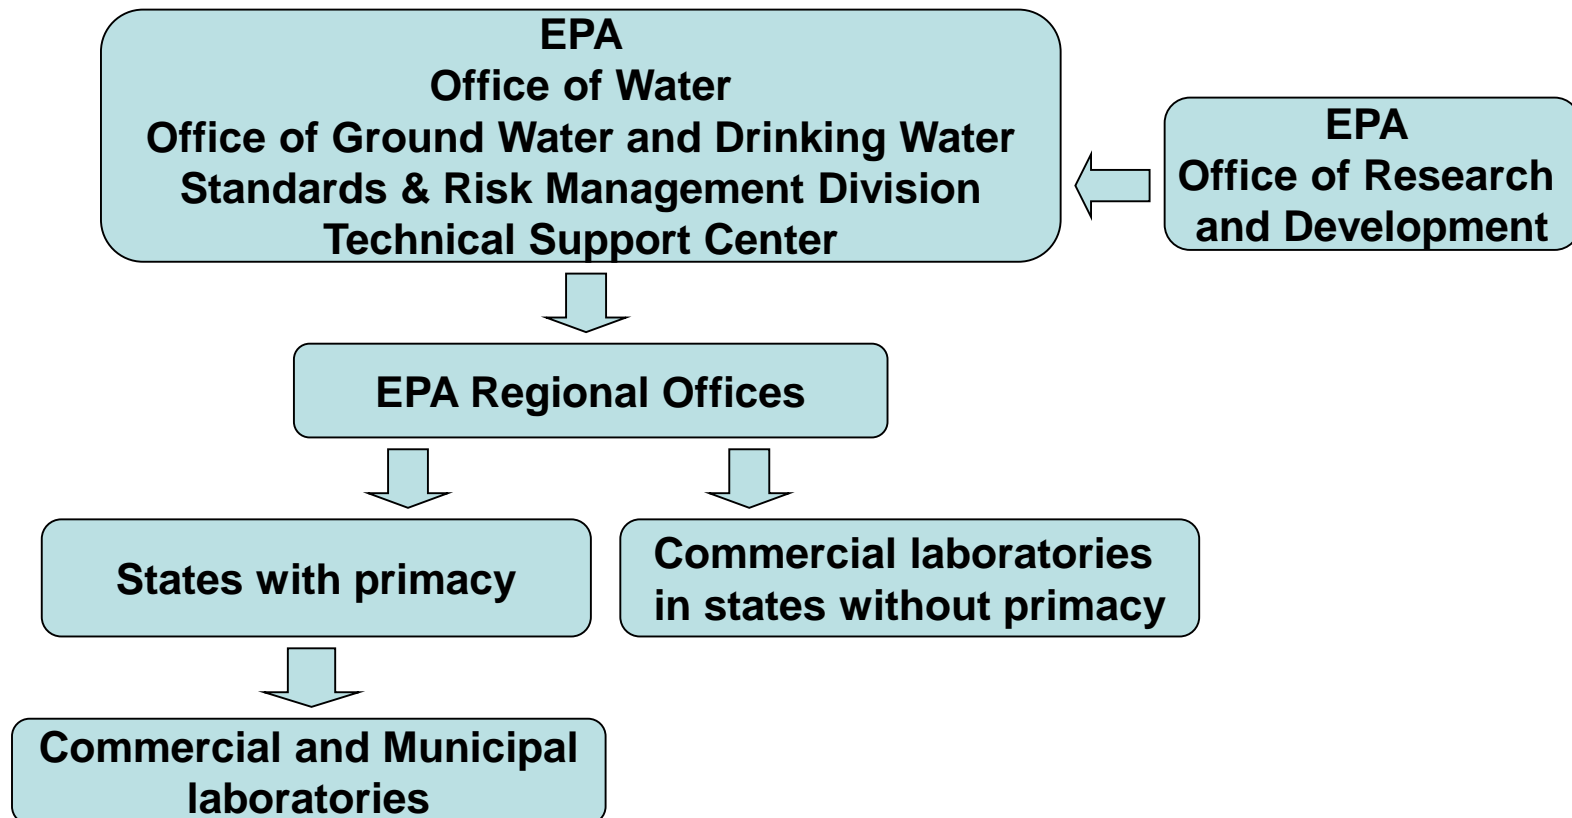 EPA
Office of Water
Office of Ground Water and Drinking Water
Standards & Risk Management Division
Technical Support Center
EPA
Office of Research
and Development
EPA Regional Offices
States with primacy
Commercial laboratories
in states without primacy
Commercial and Municipal
laboratories